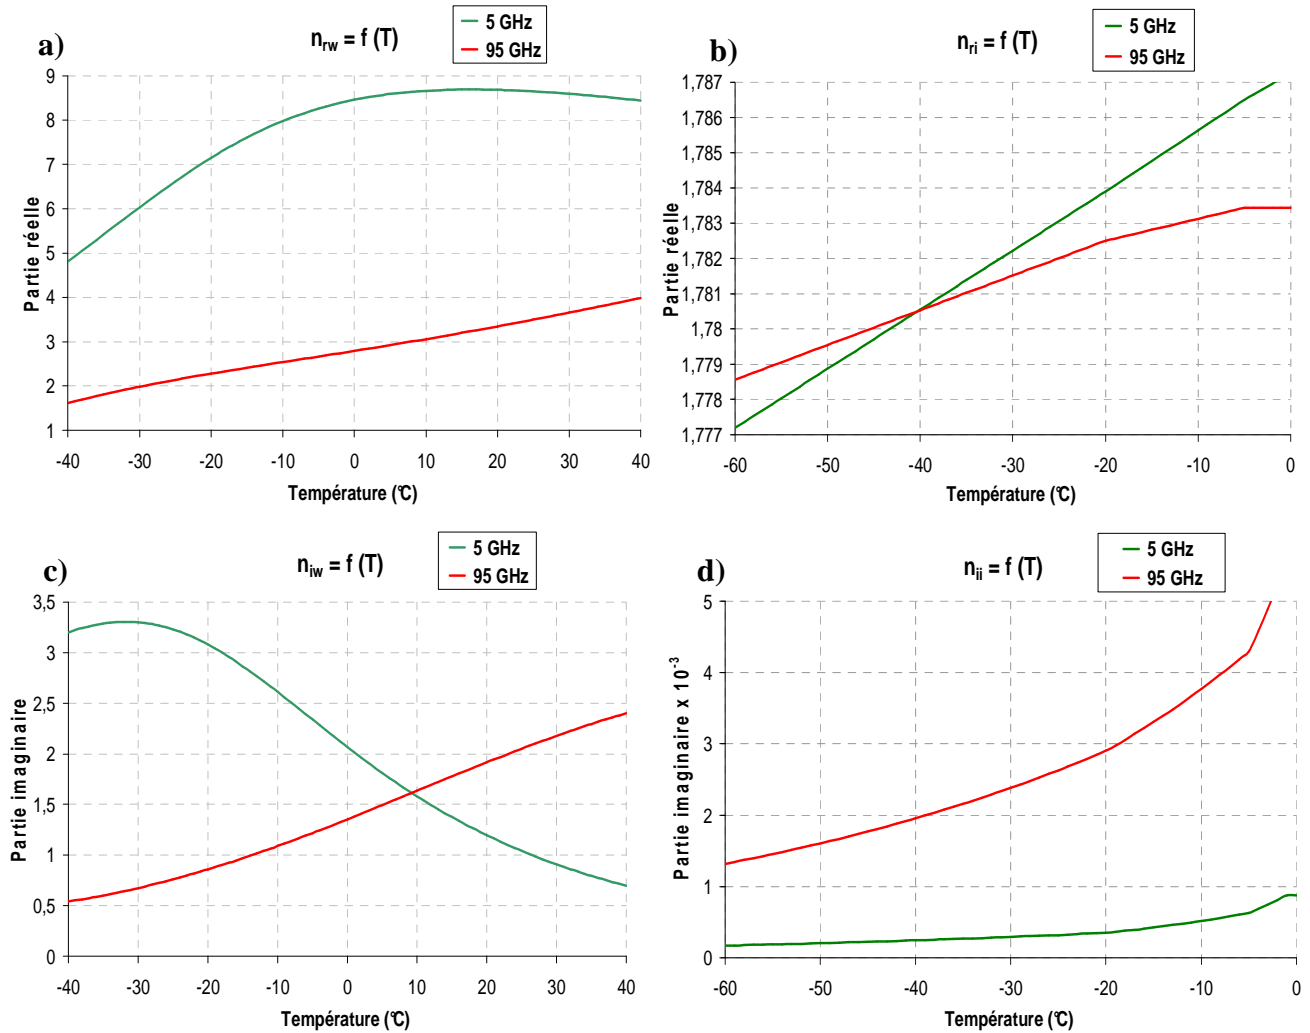 a)
n_rw = f (T)
5 GHz
95 GHz
9
8
7
6
5
4
3
2
1
Partie réelle
-40 -30 -20 -10 0 10 20 30 40
Température (°C)
b)
n_ri = f (T)
5 GHz
95 GHz
1,787
1,786
1,785
1,784
1,783
1,782
1,781
1,78
1,779
1,778
1,777
Partie réelle
-60 -50 -40 -30 -20 -10 0
Température (°C)
c)
n_iw = f (T)
5 GHz
95 GHz
3,5
3
2,5
2
1,5
1
0,5
0
Partie imaginaire
-40 -30 -20 -10 0 10 20 30 40
Température (°C)
d)
n_ii = f (T)
5 GHz
95 GHz
5
4
3
2
1
0
Partie imaginaire x 10^-3
-60 -50 -40 -30 -20 -10 0
Température (°C)